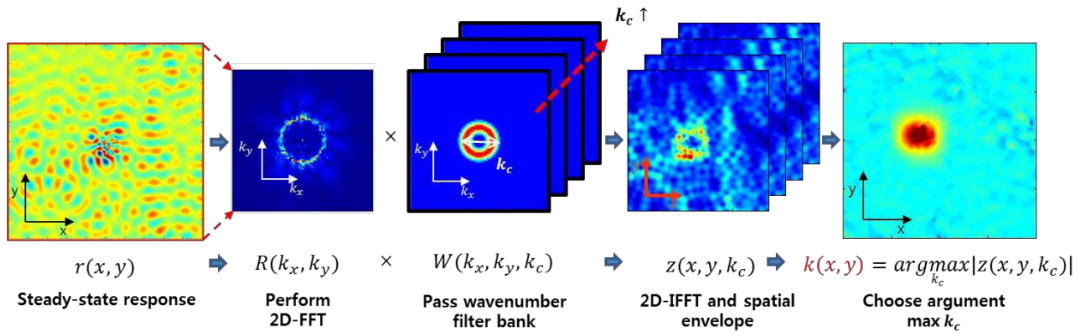 k_c ↑
y
x
k_y
k_x
×
k_y
k_x
k_c
y
x
r(x, y)
R(k_x, k_y)
×
W(k_x, k_y, k_c)
z(x, y, k_c)
k(x, y) = argmax|z(x, y, k_c)|
k_c
Steady-state response
Perform
2D-FFT
Pass wavenumber
filter bank
2D-IFFT and spatial
envelope
Choose argument
max k_c